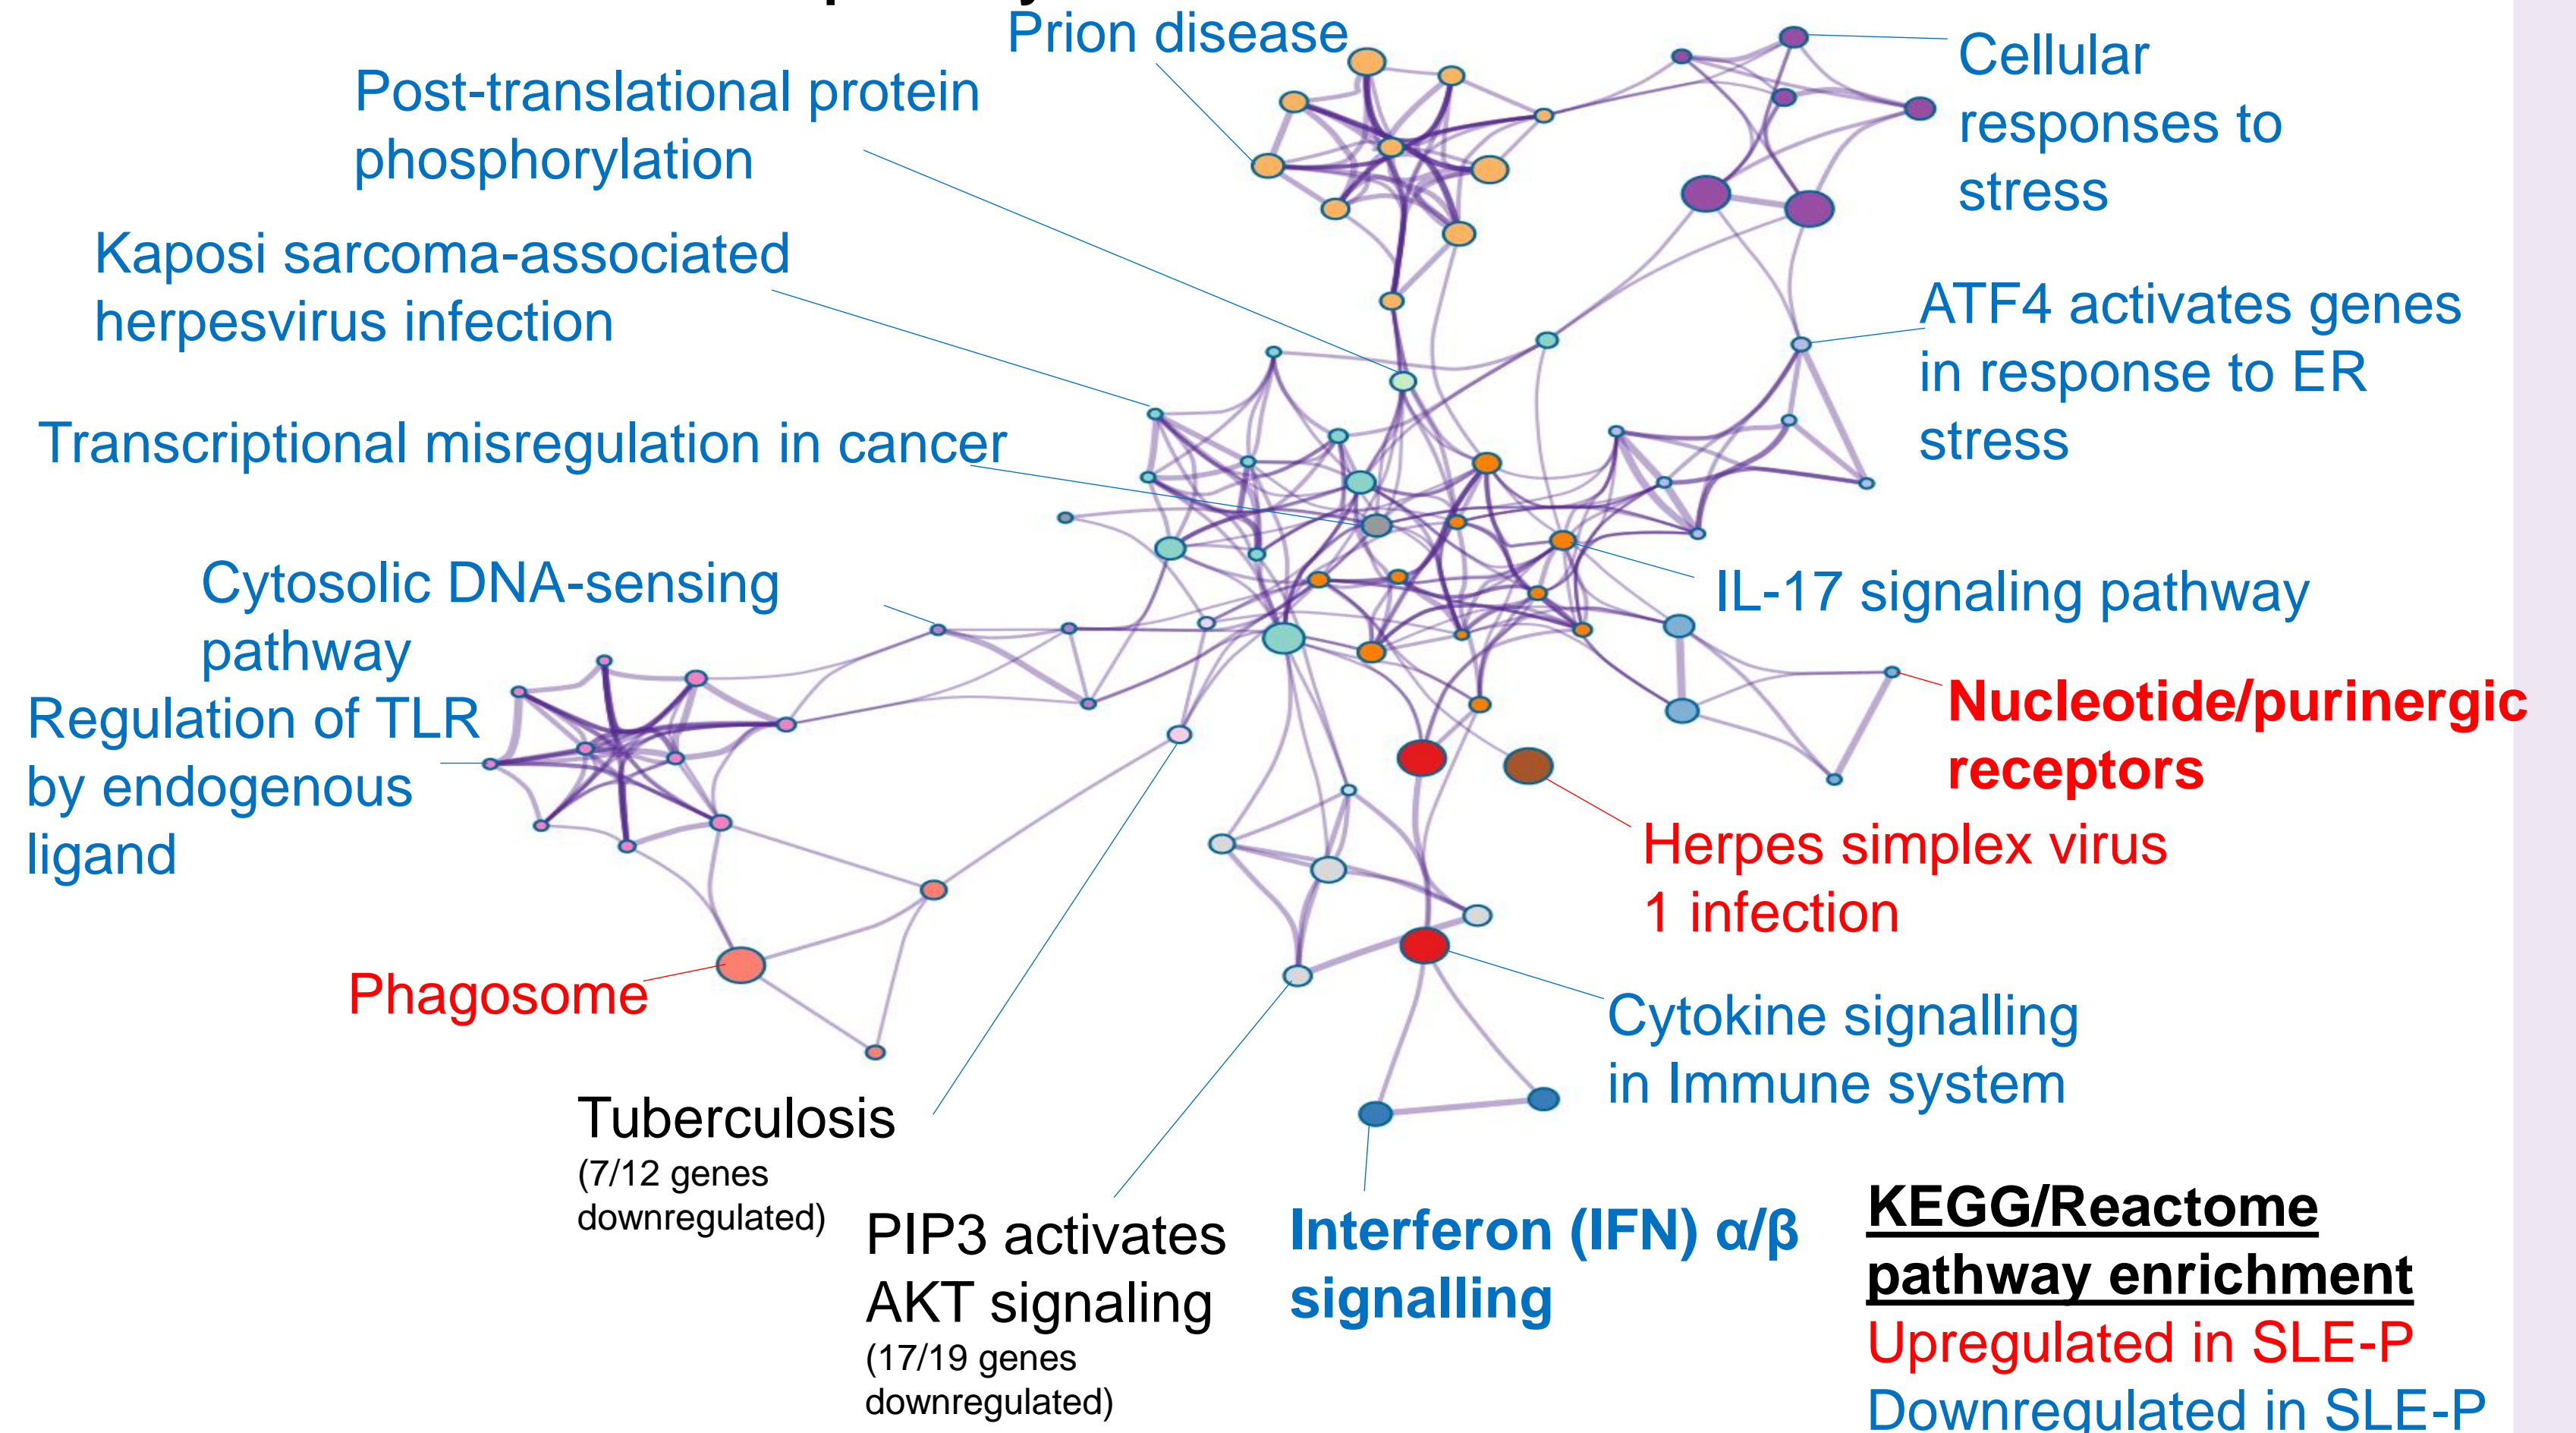 Prion disease
Post-translational protein
phosphorylation
Cellular
responses to
stress
Kaposi sarcoma-associated
herpesvirus infection
ATF4 activates genes
in response to ER
stress
Transcriptional misregulation in cancer
Cytosolic DNA-sensing
pathway
IL-17 signaling pathway
Regulation of TLR
by endogenous
ligand
Nucleotide/purinergic
receptors
Herpes simplex virus
1 infection
Phagosome
Cytokine signalling
in Immune system
Tuberculosis
(7/12 genes
downregulated)
PIP3 activates
AKT signaling
(17/19 genes
downregulated)
Interferon (IFN) α/β
signalling
KEGG/Reactome
pathway enrichment
Upregulated in SLE-P
Downregulated in SLE-P